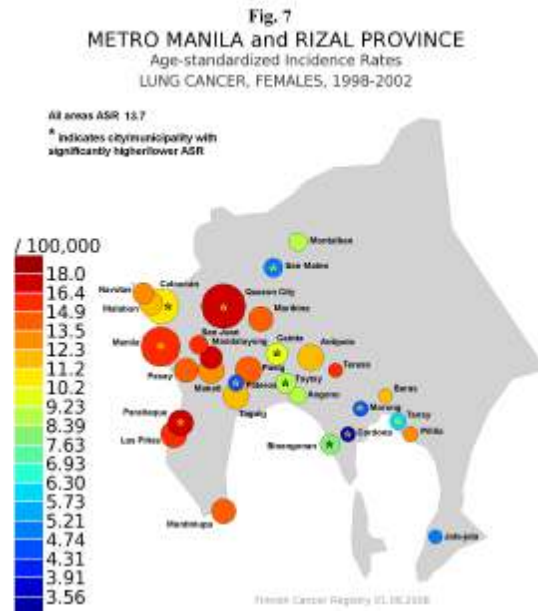 Fig. 7
METRO MANILA and RIZAL PROVINCE
Age-standardized Incidence Rates
LUNG CANCER, FEMALES, 1998-2002
All areas ASR 13.7
* indicates city/municipality with
significantly higher/lower ASR
/ 100,000
18.0
16.4
14.9
13.5
12.3
11.2
10.2
9.23
8.39
7.63
6.93
6.30
5.73
5.21
4.74
4.31
3.91
3.56
Montalban
San Mateo
Navotas
Caloocan
Malabon
Quezon City
Marikina
Manila
San Juan
Mandaluyong
Cainta
Antipolo
Pasay
Makati
Pasig
Pateros
Taytay
Teresa
Angono
Baras
Taguig
Morong
Tanay
Paranaque
Las Pinas
Binangonan
Cardona
Pililla
Muntinlupa
Jala-jala
Finnish Cancer Registry